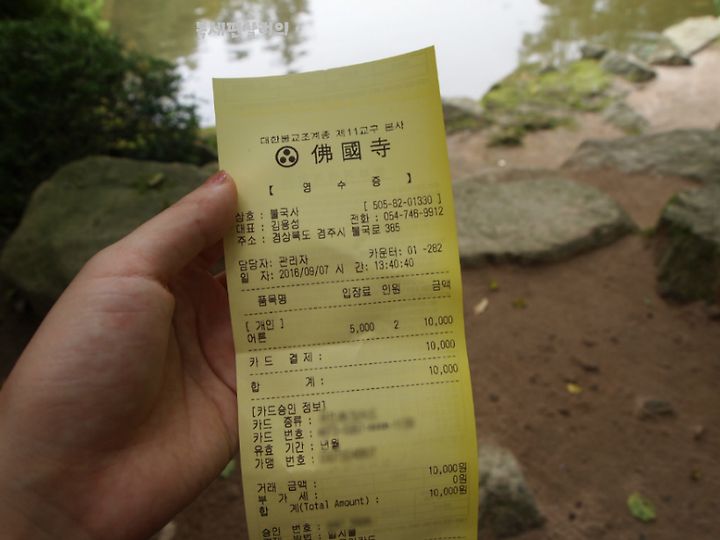 대한불교조계종 제11교구 본사
佛國寺
【 영 수 증 】
상호 : 불국사 [ 505-82-01330 ]
대표 : 김용성 전화 : 054-746-9912
주소 : 경상북도 경주시 불국로 385
담당자: 관리자 카운터: 01 -282
일 자: 2016/09/07 시 간: 13:40:40
품목명 입장료 인원 금액
[ 개인 ]
어른 5,000 2 10,000
카드 결제 : 10,000
합 계 : 10,000
[카드승인 정보]
카드 종류 :
카드 번호 :
유효 기간 : 년월
가맹 번호 :
거래 금액 : 10,000원
부 가 세 : 0원
합 계(Total Amount) : 10,000원
승인 번호 :